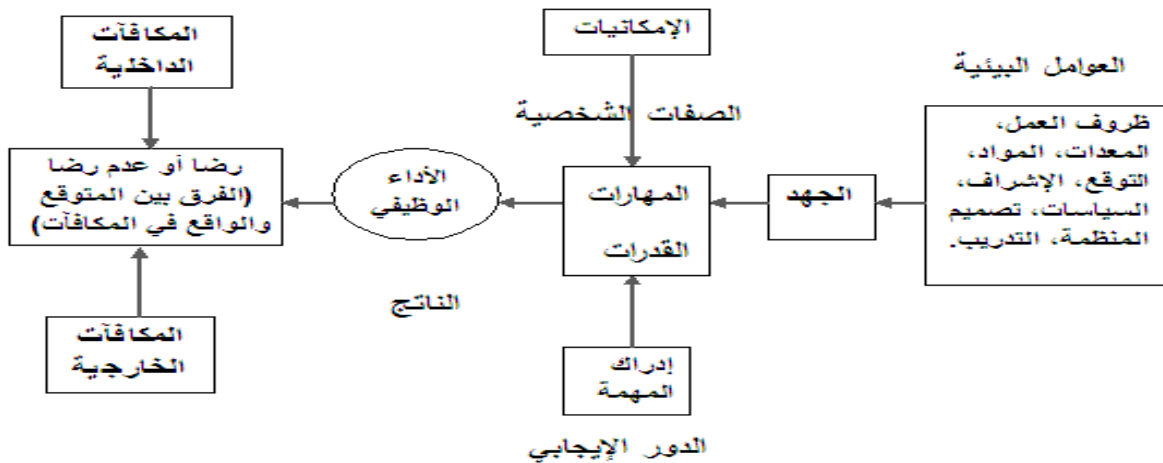 العوامل البيئية
ظروف العمل،
المعدات، المواد،
التوقع، الإشراف،
السياسات، تصميم
المنظمة، التدريب.
الجهد
الإمكانيات
الصفات الشخصية
المهارات
القدرات
إدراك
المهمة
الدور الإيجابي
الأداء
الوظيفي
الناتج
المكافآت
الداخلية
رضا أو عدم رضا
(الفرق بين المتوقع
والواقع في المكافآت)
المكافآت
الخارجية